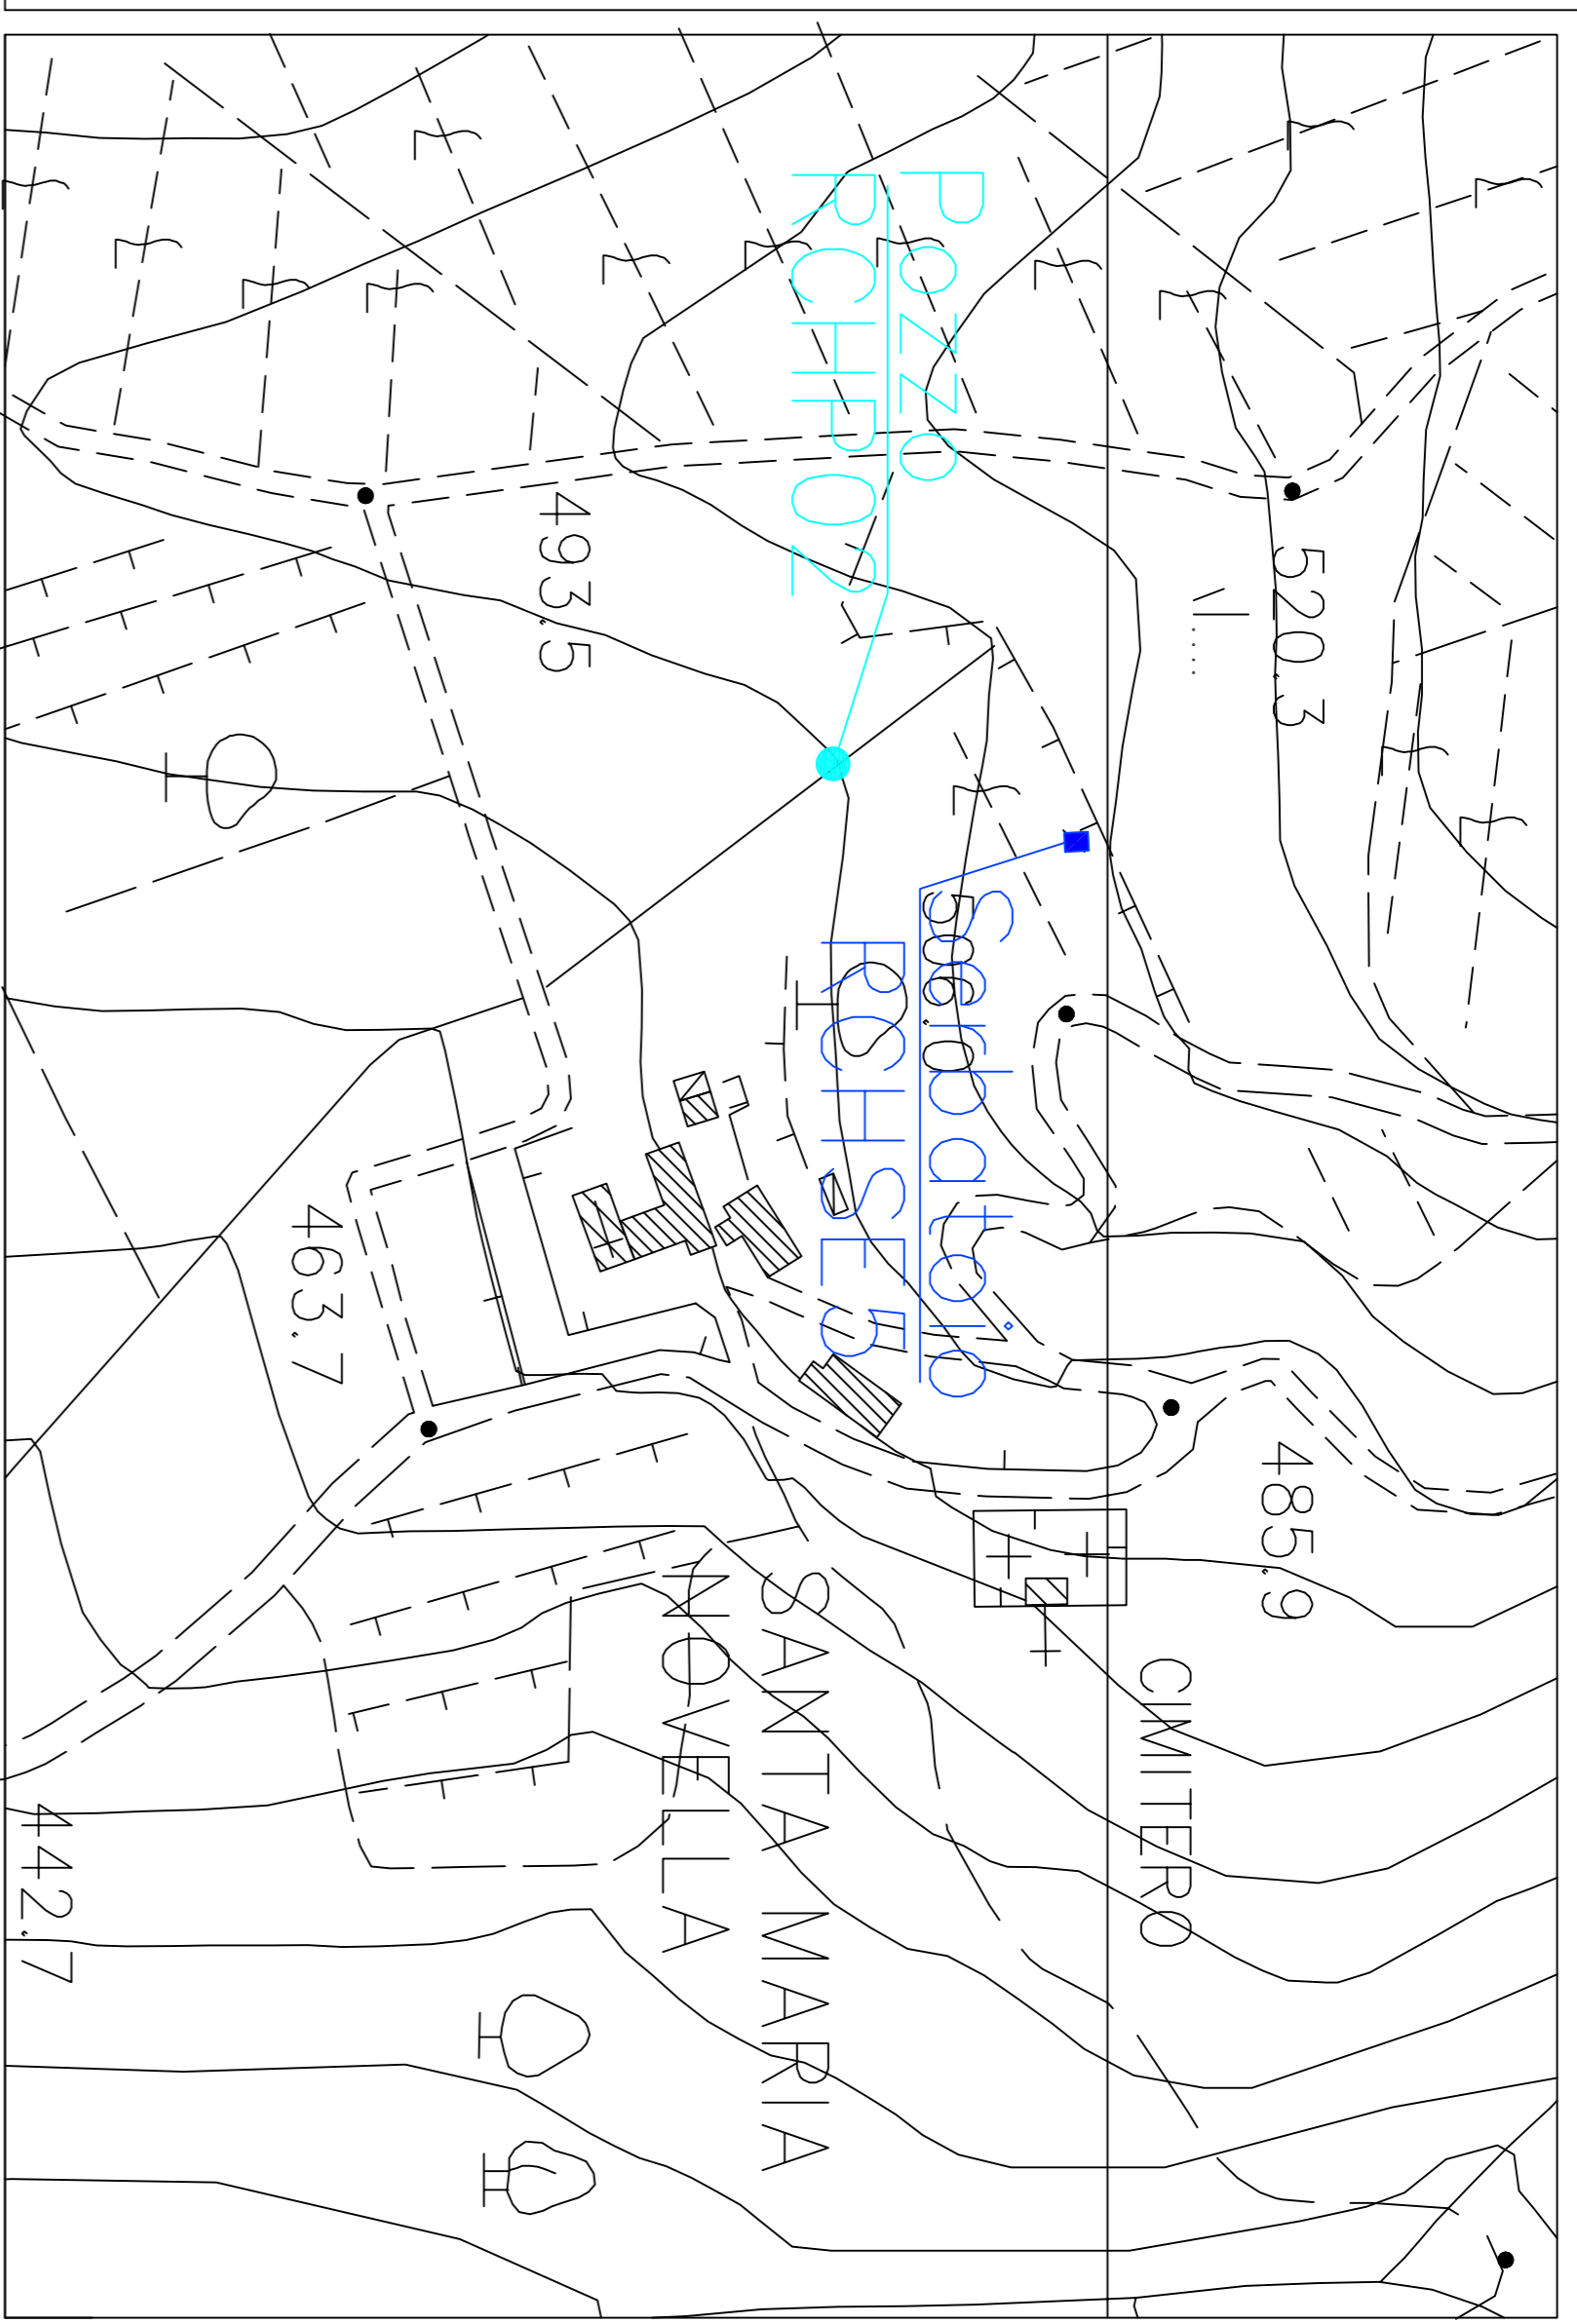 520.3
485.9
CIMITERO
Pozzo
RCHP02
Serbatoio
506.0
RCHSE5
SANTA MARIA
NOVELLA
493.5
463.7
442.7